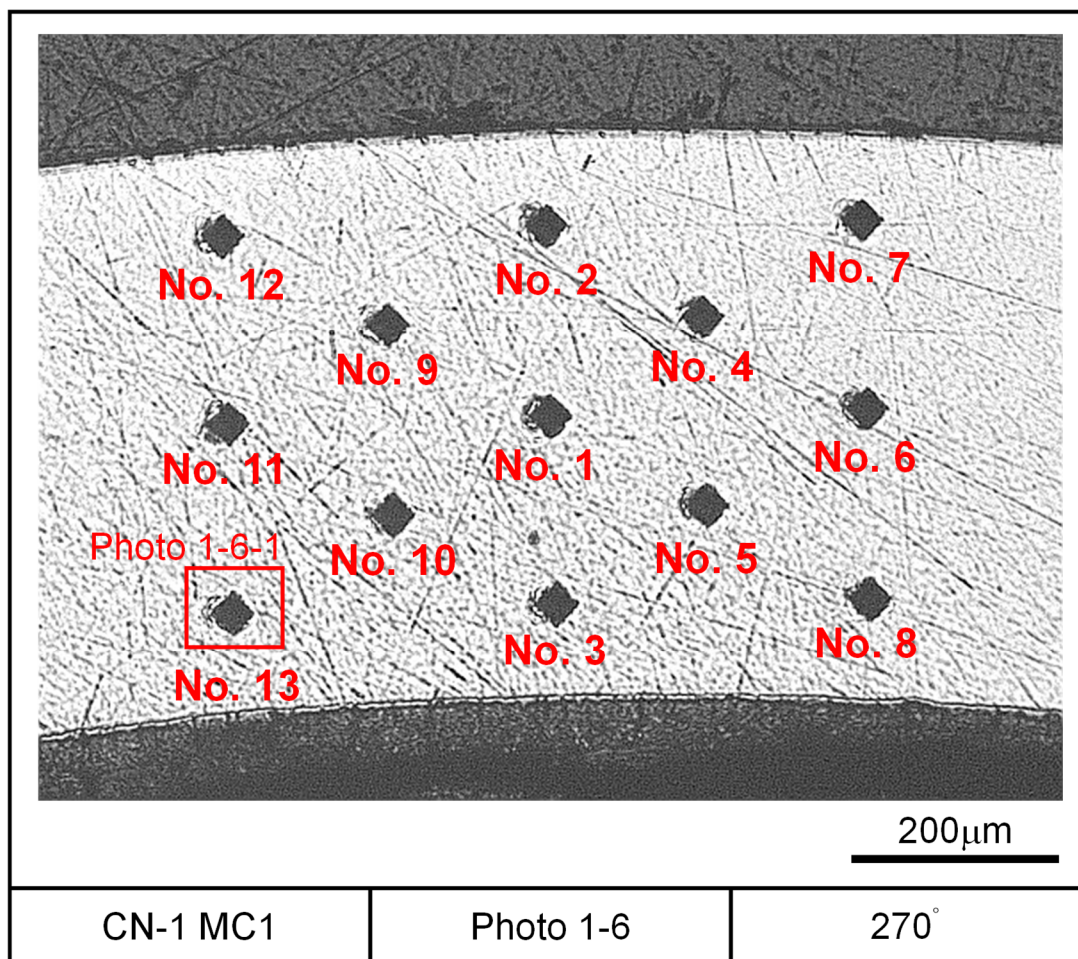 No. 12
No. 2
No. 7
No. 9
No. 4
No. 11
No. 1
No. 6
Photo 1-6-1
No. 10
No. 5
No. 13
No. 3
No. 8
200μm
CN-1 MC1
Photo 1-6
270°